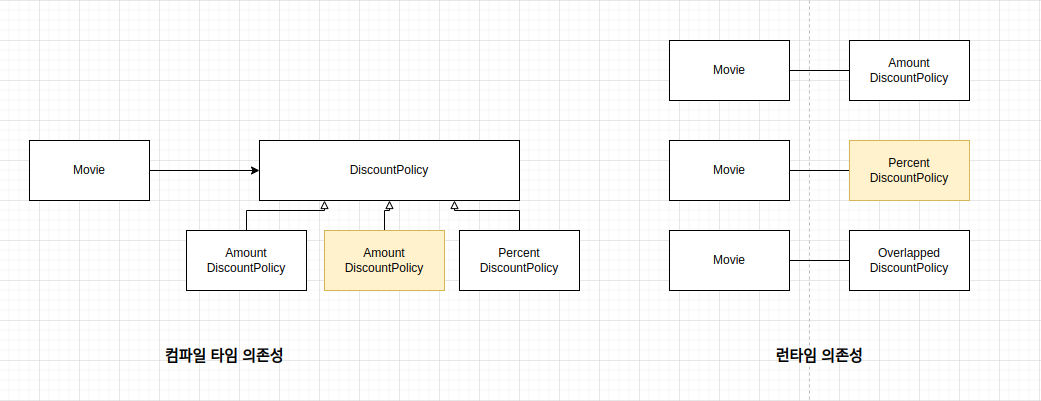 Movie
DiscountPolicy
Amount
DiscountPolicy
Amount
DiscountPolicy
Percent
DiscountPolicy
컴파일 타임 의존성
Movie
Amount
DiscountPolicy
Movie
Percent
DiscountPolicy
Movie
Overlapped
DiscountPolicy
런타임 의존성